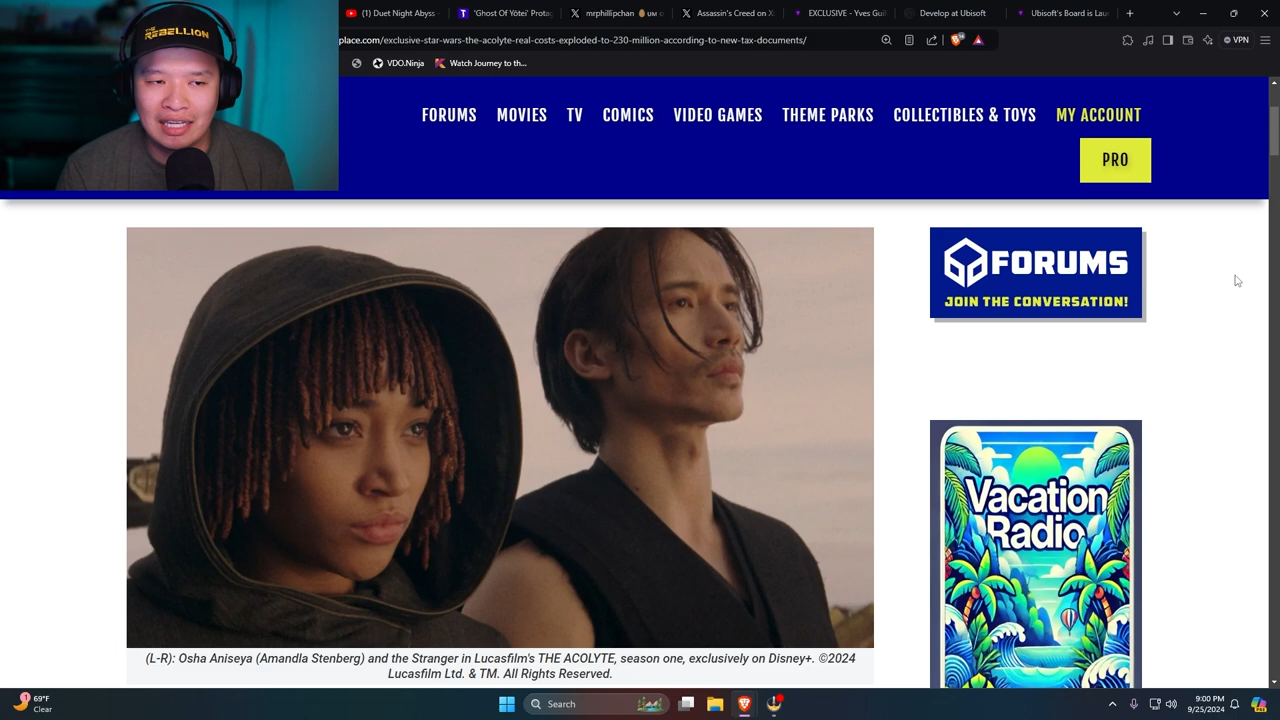 THE
REBELLION
(1) Duet Night Abyss -
'Ghost Of Yōtei' Protag
mrphillipchan
Assassin's Creed on X
EXCLUSIVE - Yves Guil
Develop at Ubisoft
Ubisoft's Board is Lau
place.com/exclusive-star-wars-the-acolyte-real-costs-exploded-to-230-million-according-to-new-tax-documents/
VPN
VDO.Ninja
Watch Journey to th...
FORUMS MOVIES TV COMICS VIDEO GAMES THEME PARKS COLLECTIBLES & TOYS MY ACCOUNT
PRO
FORUMS
JOIN THE CONVERSATION!
Vacation
Radio
(L-R): Osha Aniseya (Amandla Stenberg) and the Stranger in Lucasfilm's THE ACOLYTE, season one, exclusively on Disney+. ©2024
Lucasfilm Ltd. & TM. All Rights Reserved.
1
69°F
Clear
Search
9:00 PM
9/25/2024